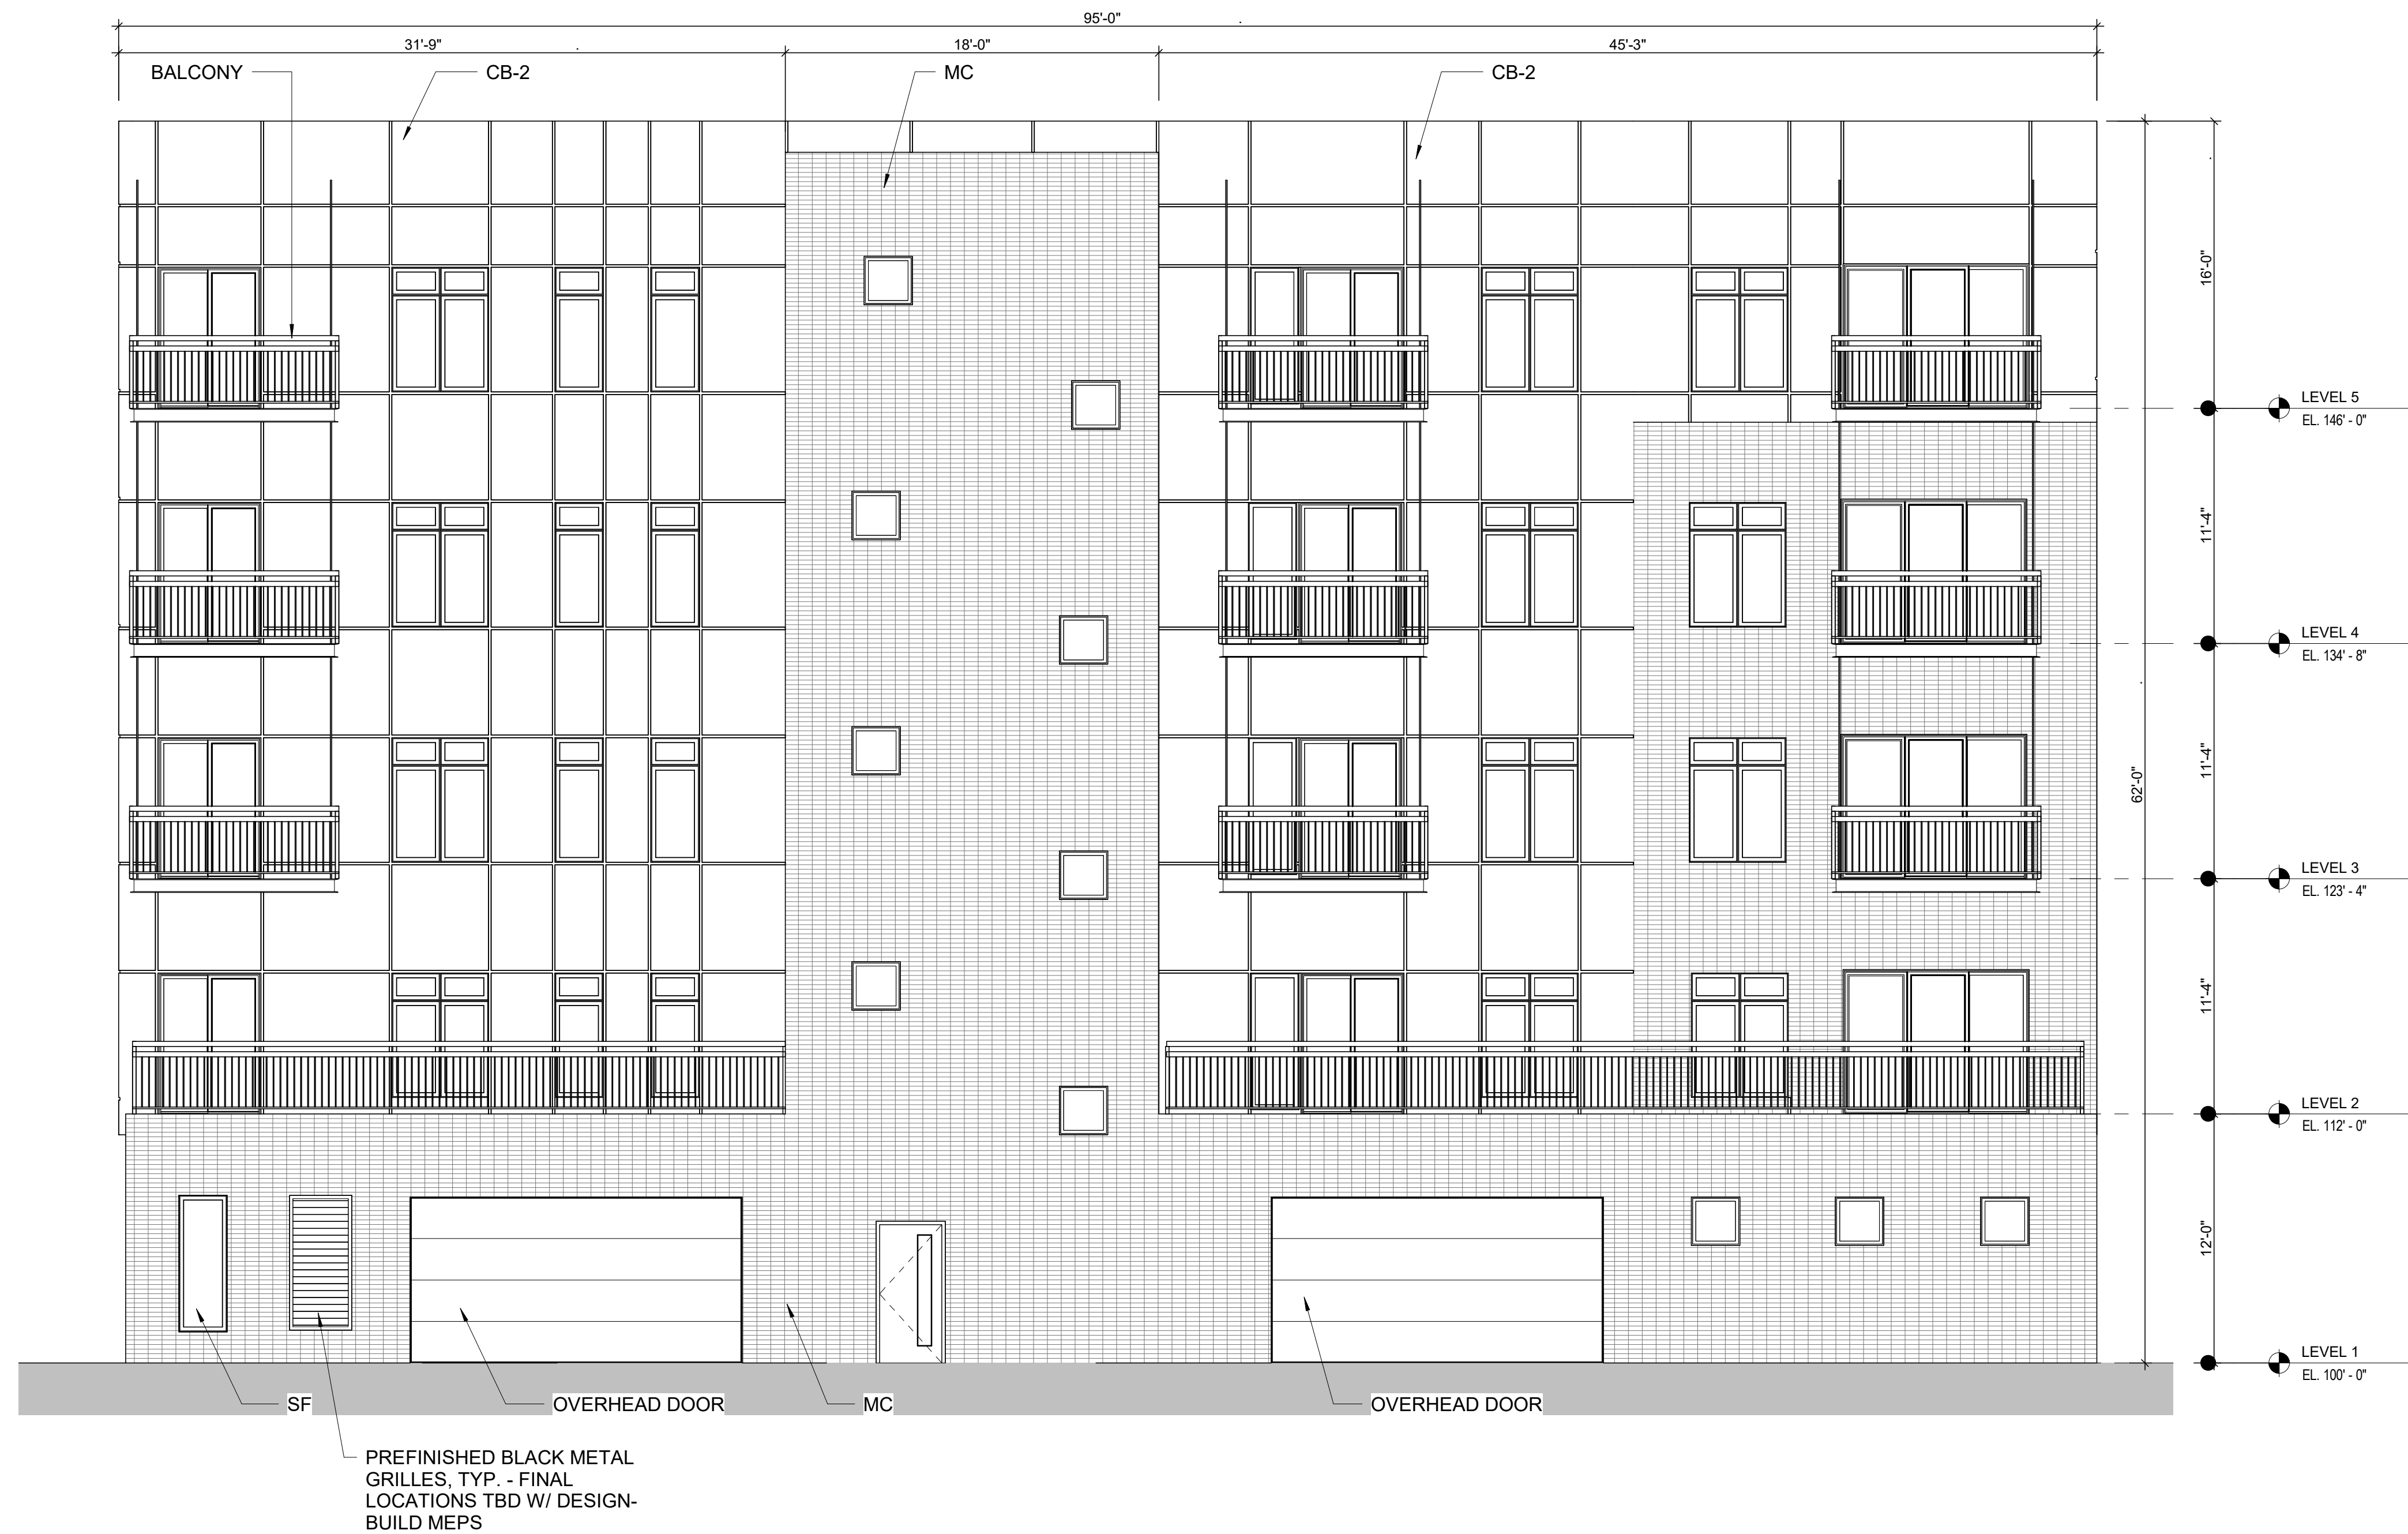 95'-0"
31'-9"
18'-0"
45'-3"
BALCONY
CB-2
MC
CB-2
16'-0"
LEVEL 5
EL. 146' - 0"
11'-4"
LEVEL 4
EL. 134' - 8"
11'-4"
62'-0"
LEVEL 3
EL. 123' - 4"
11'-4"
LEVEL 2
EL. 112' - 0"
12'-0"
LEVEL 1
EL. 100' - 0"
SF
OVERHEAD DOOR
MC
OVERHEAD DOOR
PREFINISHED BLACK METAL
GRILLES, TYP. - FINAL
LOCATIONS TBD W/ DESIGN-
BUILD MEPS